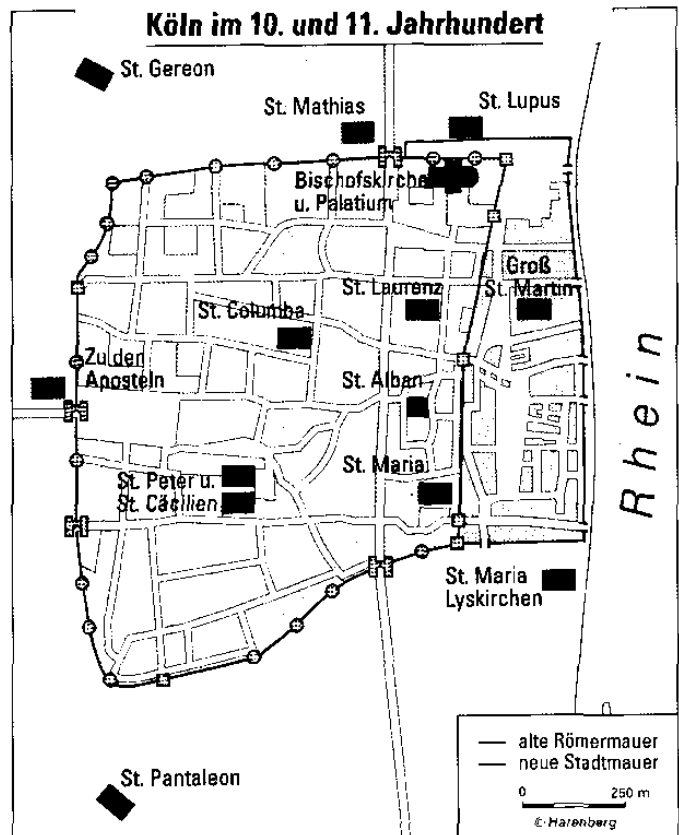 Köln im 10. und 11. Jahrhundert
St. Gereon
St. Mathias
St. Lupus
Bischofskirche
u. Palatium
Groß
St. Martin
St. Laurenz
St. Columba
Zu den
Aposteln
St. Alban
Rhein
St. Peter u.
St. Cäcilien
St. Maria
St. Maria
Lyskirchen
alte Römermauer
neue Stadtmauer
0 250 m
© Harenberg
St. Pantaleon